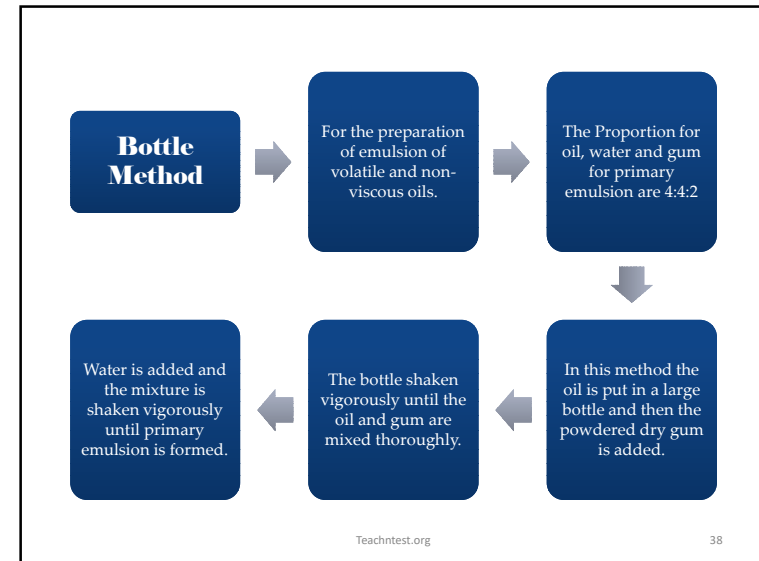 Bottle
Method
For the preparation
of emulsion of
volatile and non-
viscous oils.
The Proportion for
oil, water and gum
for primary
emulsion are 4:4:2
In this method the
oil is put in a large
bottle and then the
powdered dry gum
is added.
The bottle shaken
vigorously until the
oil and gum are
mixed thoroughly.
Water is added and
the mixture is
shaken vigorously
until primary
emulsion is formed.
Teachntest.org
38